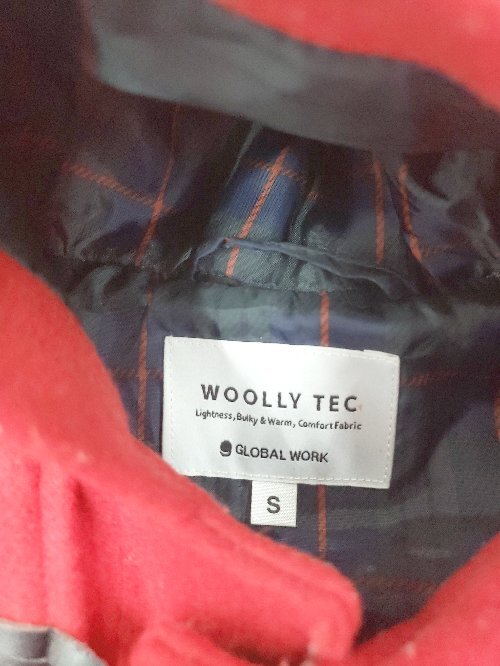 WOOLLY TEC
Lightness, Bulky & Warm, Comfort Fabric
GLOBAL WORK
S